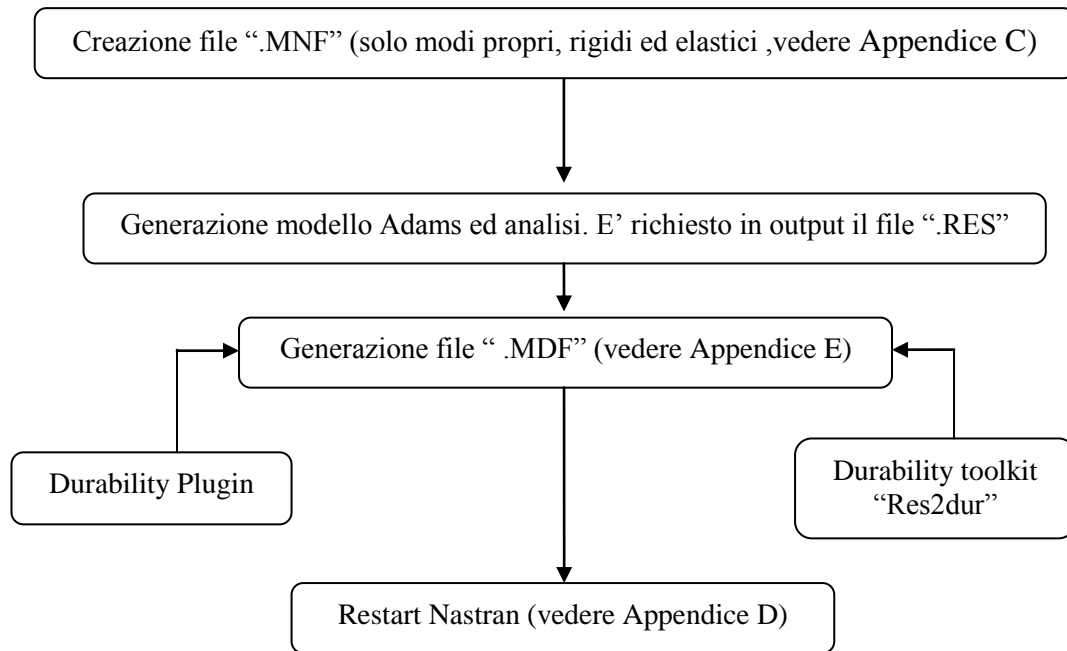 Creazione file “.MNF” (solo modi propri, rigidi ed elastici ,vedere Appendice C)
Generazione modello Adams ed analisi. E’ richiesto in output il file “.RES”
Generazione file “ .MDF” (vedere Appendice E)
Durability Plugin
Durability toolkit
“Res2dur”
Restart Nastran (vedere Appendice D)